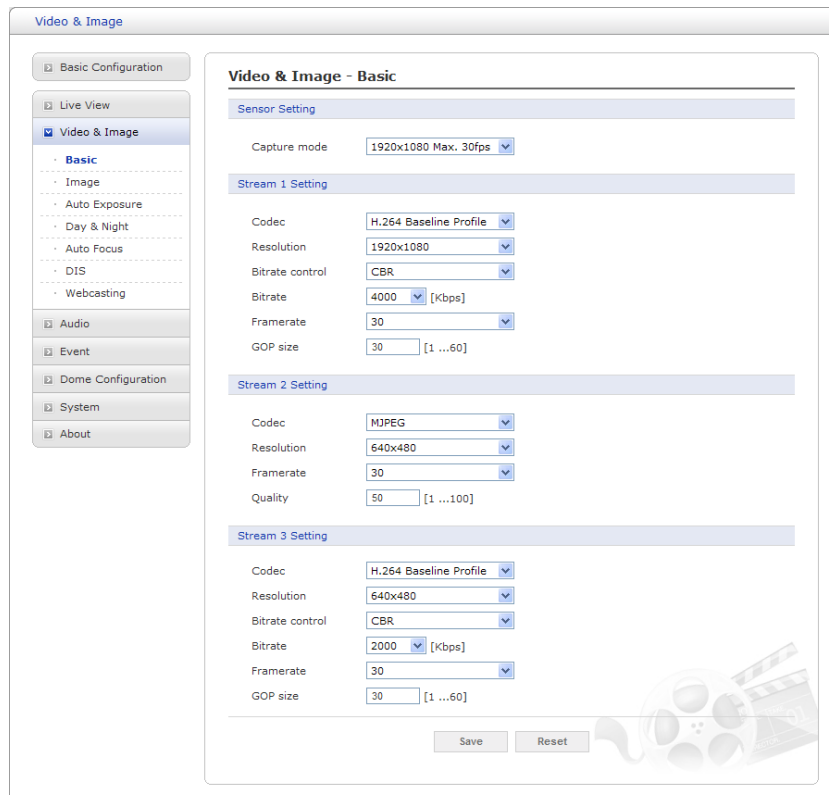 Video & Image
Basic Configuration
Live View
Video & Image
Basic
Image
Auto Exposure
Day & Night
Auto Focus
DIS
Webcasting
Audio
Event
Dome Configuration
System
About
Video & Image - Basic
Sensor Setting
Capture mode 1920x1080 Max. 30fps
Stream 1 Setting
Codec H.264 Baseline Profile
Resolution 1920x1080
Bitrate control CBR
Bitrate 4000 [Kbps]
Framerate 30
GOP size 30 [1 ...60]
Stream 2 Setting
Codec MJPEG
Resolution 640x480
Framerate 30
Quality 50 [1 ...100]
Stream 3 Setting
Codec H.264 Baseline Profile
Resolution 640x480
Bitrate control CBR
Bitrate 2000 [Kbps]
Framerate 30
GOP size 30 [1 ...60]
Save Reset